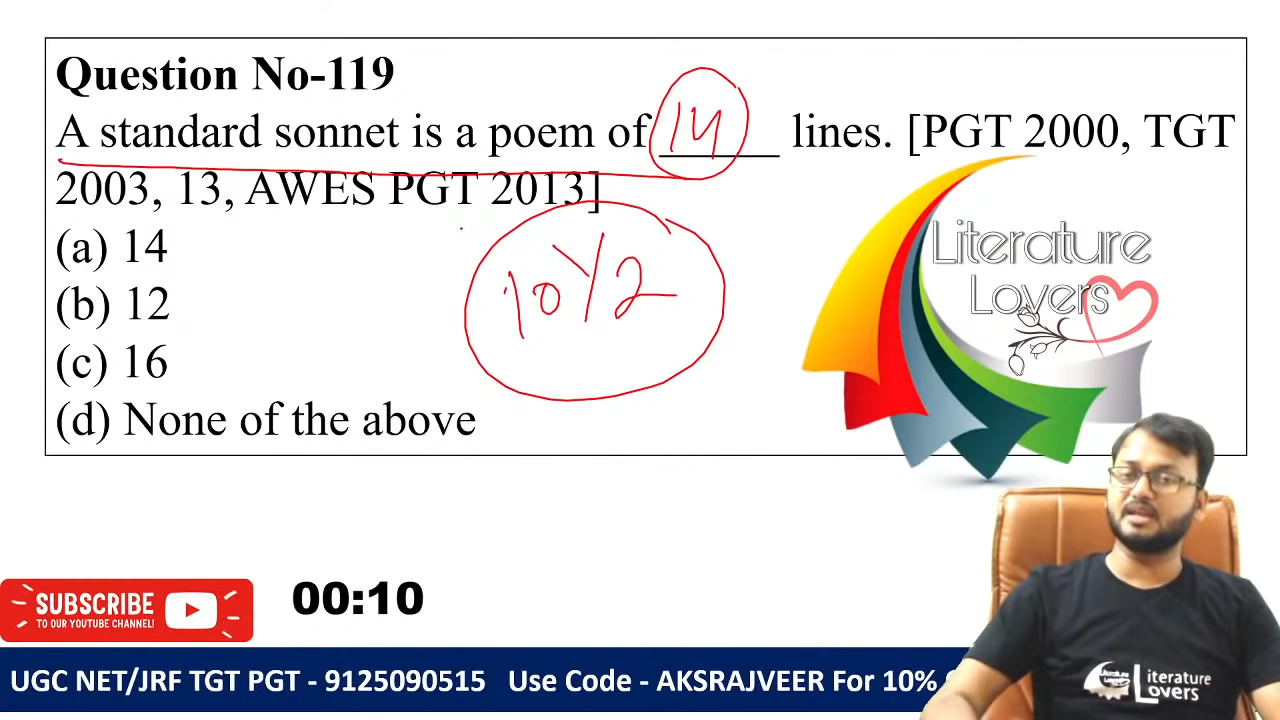 Question No-119
A standard sonnet is a poem of 14 lines. [PGT 2000, TGT
2003, 13, AWES PGT 2013]
(a) 14
(b) 12
(c) 16
(d) None of the above
10 1/2
Literature
Lovers
SUBSCRIBE
TO OUR YOUTUBE CHANNEL!
00:10
UGC NET/JRF TGT PGT - 9125090515 Use Code - AKSRAJVEER For 10%
Literature
Lovers